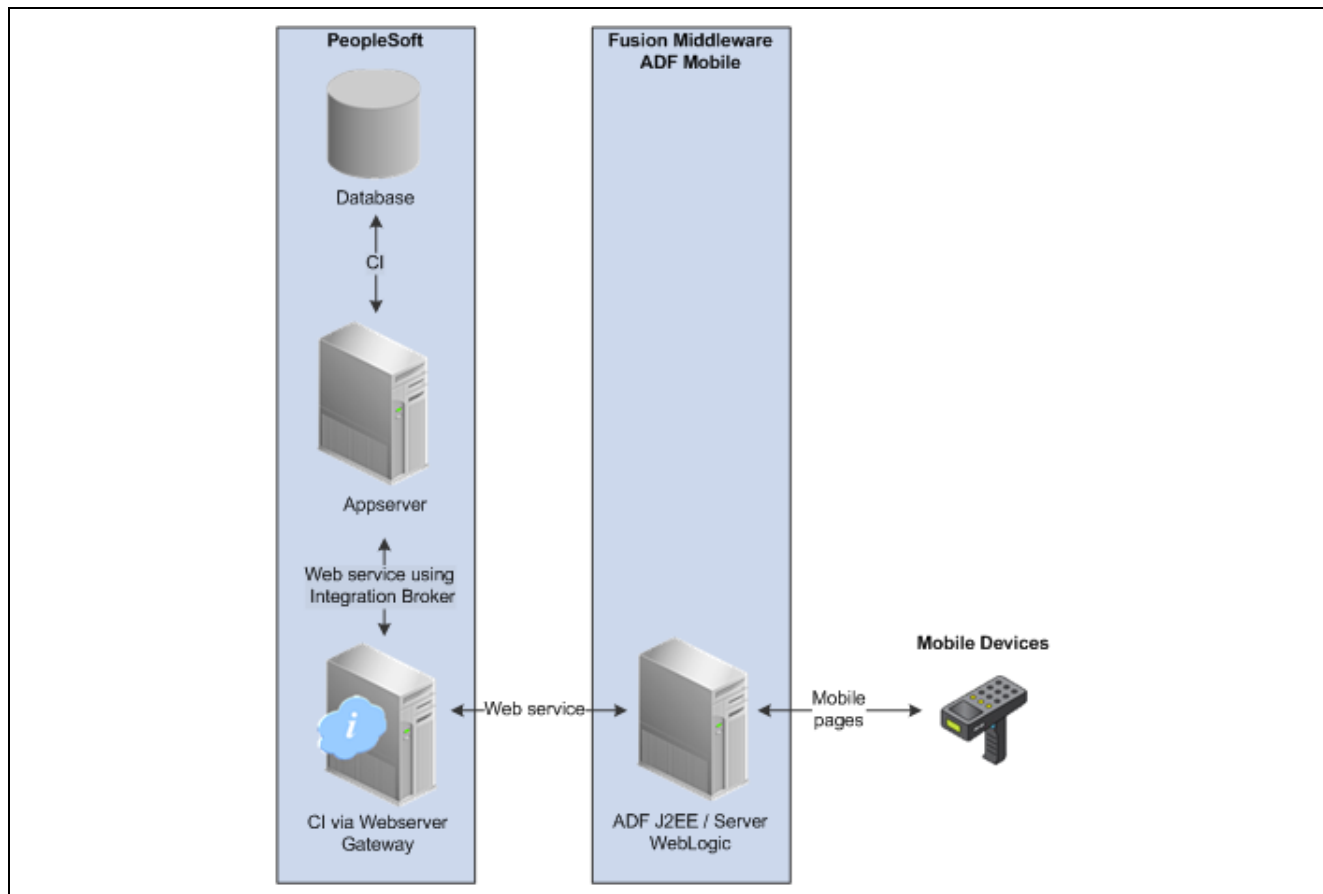 PeopleSoft
Database
CI
Appserver
Web service using
Integration Broker
i
CI via Webserver
Gateway
Web service
Fusion Middleware
ADF Mobile
ADF J2EE / Server
WebLogic
Mobile
pages
Mobile Devices